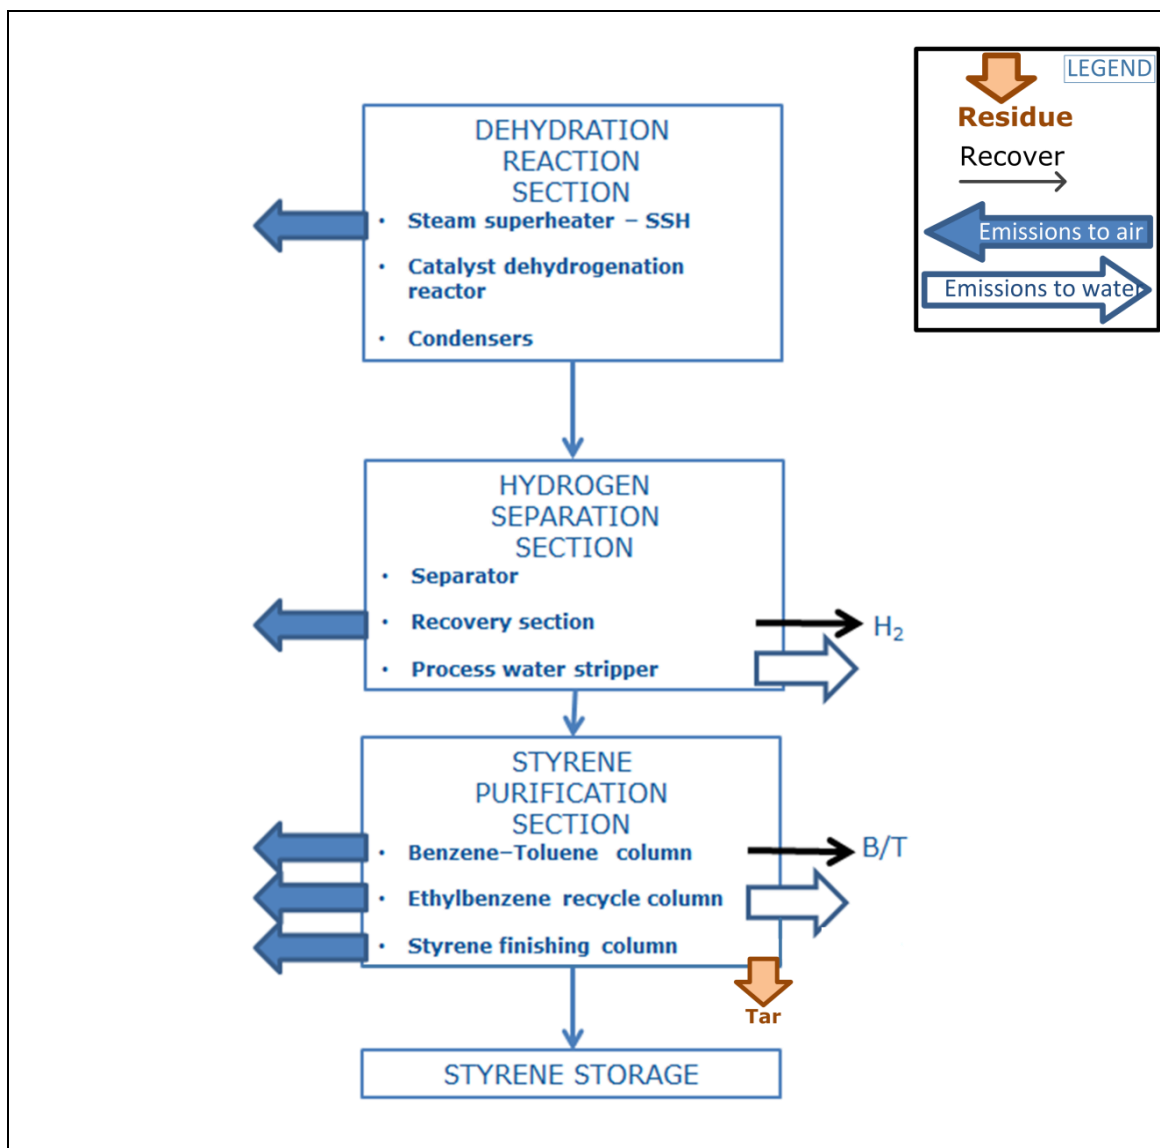 LEGEND
Residue
Recover
Emissions to air
Emissions to water
DEHYDRATION
REACTION
SECTION
• Steam superheater – SSH
• Catalyst dehydrogenation
reactor
• Condensers
HYDROGEN
SEPARATION
SECTION
• Separator
• Recovery section
• Process water stripper
H₂
STYRENE
PURIFICATION
SECTION
• Benzene–Toluene column
• Ethylbenzene recycle column
• Styrene finishing column
B/T
Tar
STYRENE STORAGE